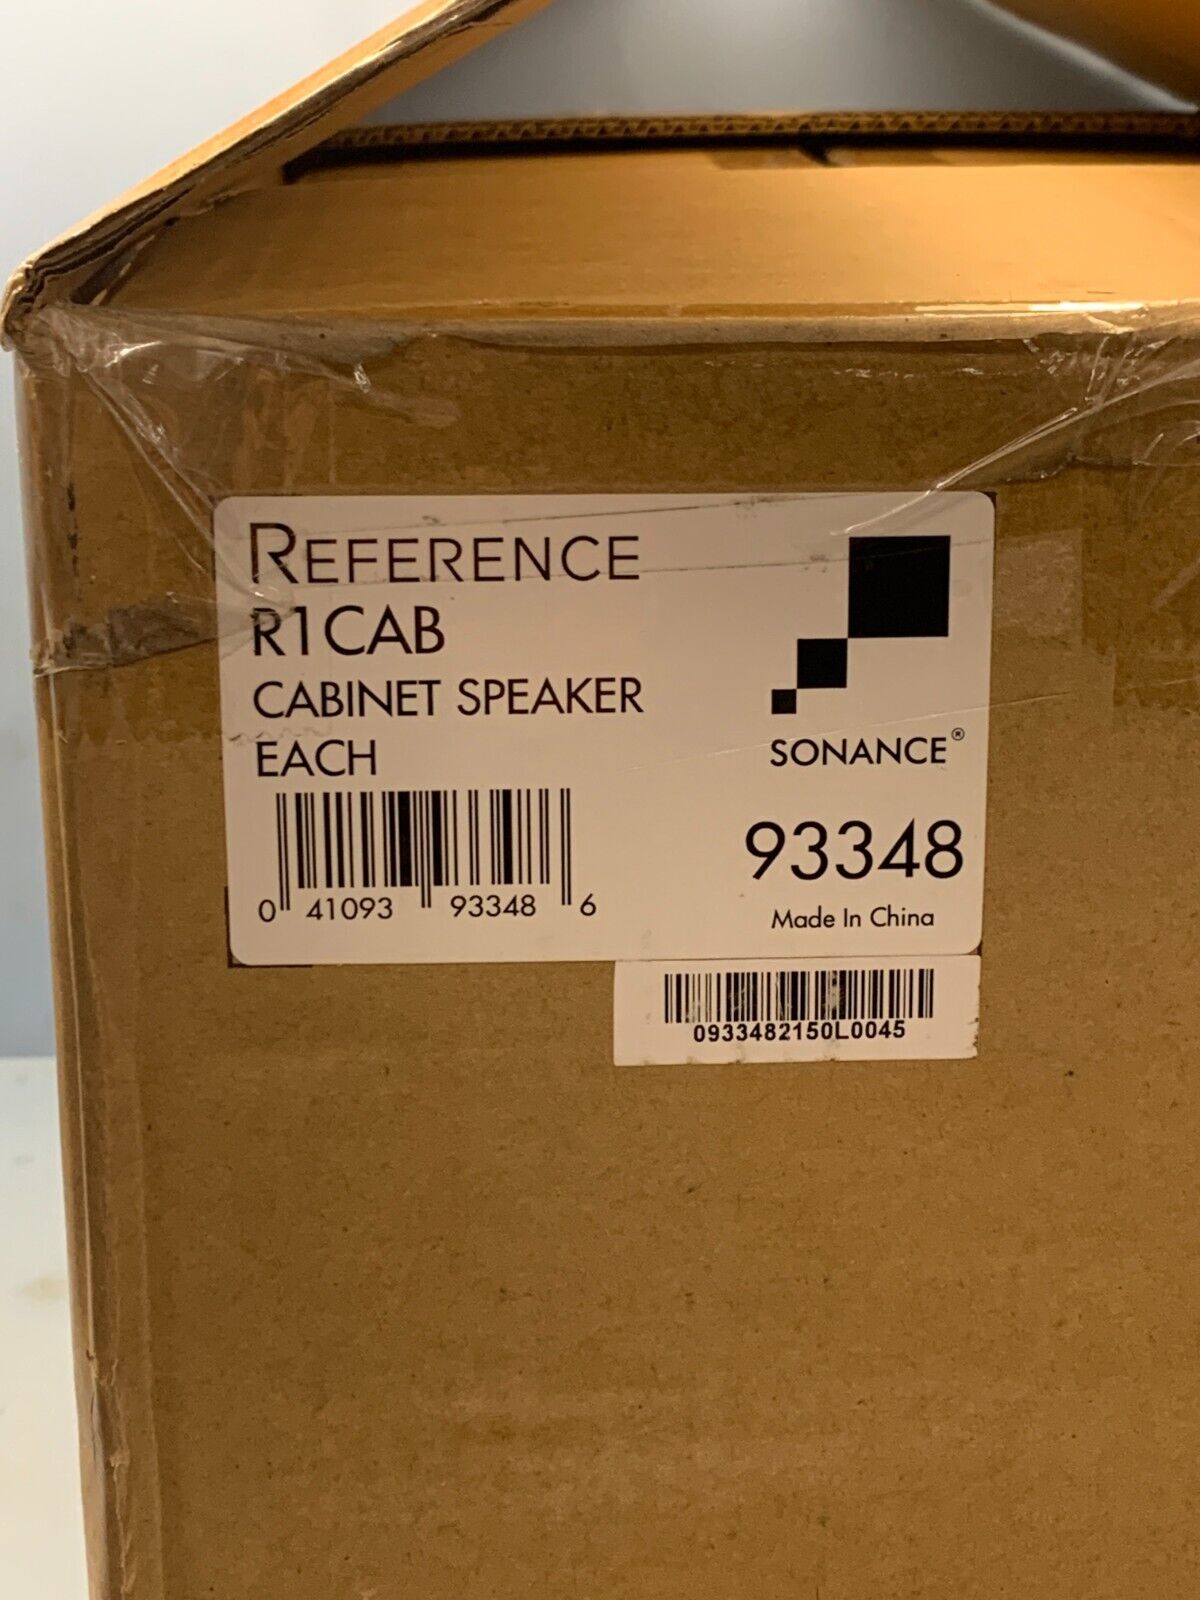 REFERENCE
R1CAB
CABINET SPEAKER
EACH
0 41093 93348 6
SONANCE®
93348
Made In China
0933482150L0045